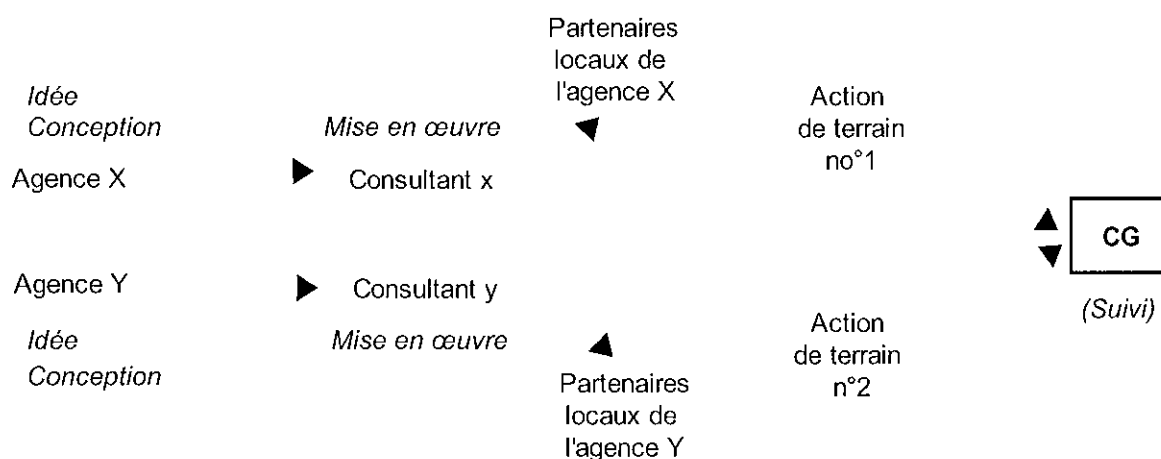 Partenaires
locaux de
l'agence X
Idée
Conception
Mise en œuvre
Action
de terrain
no°1
Agence X
Consultant x
CG
(Suivi)
Agence Y
Consultant y
Idée
Conception
Mise en œuvre
Partenaires
locaux de
l'agence Y
Action
de terrain
n°2